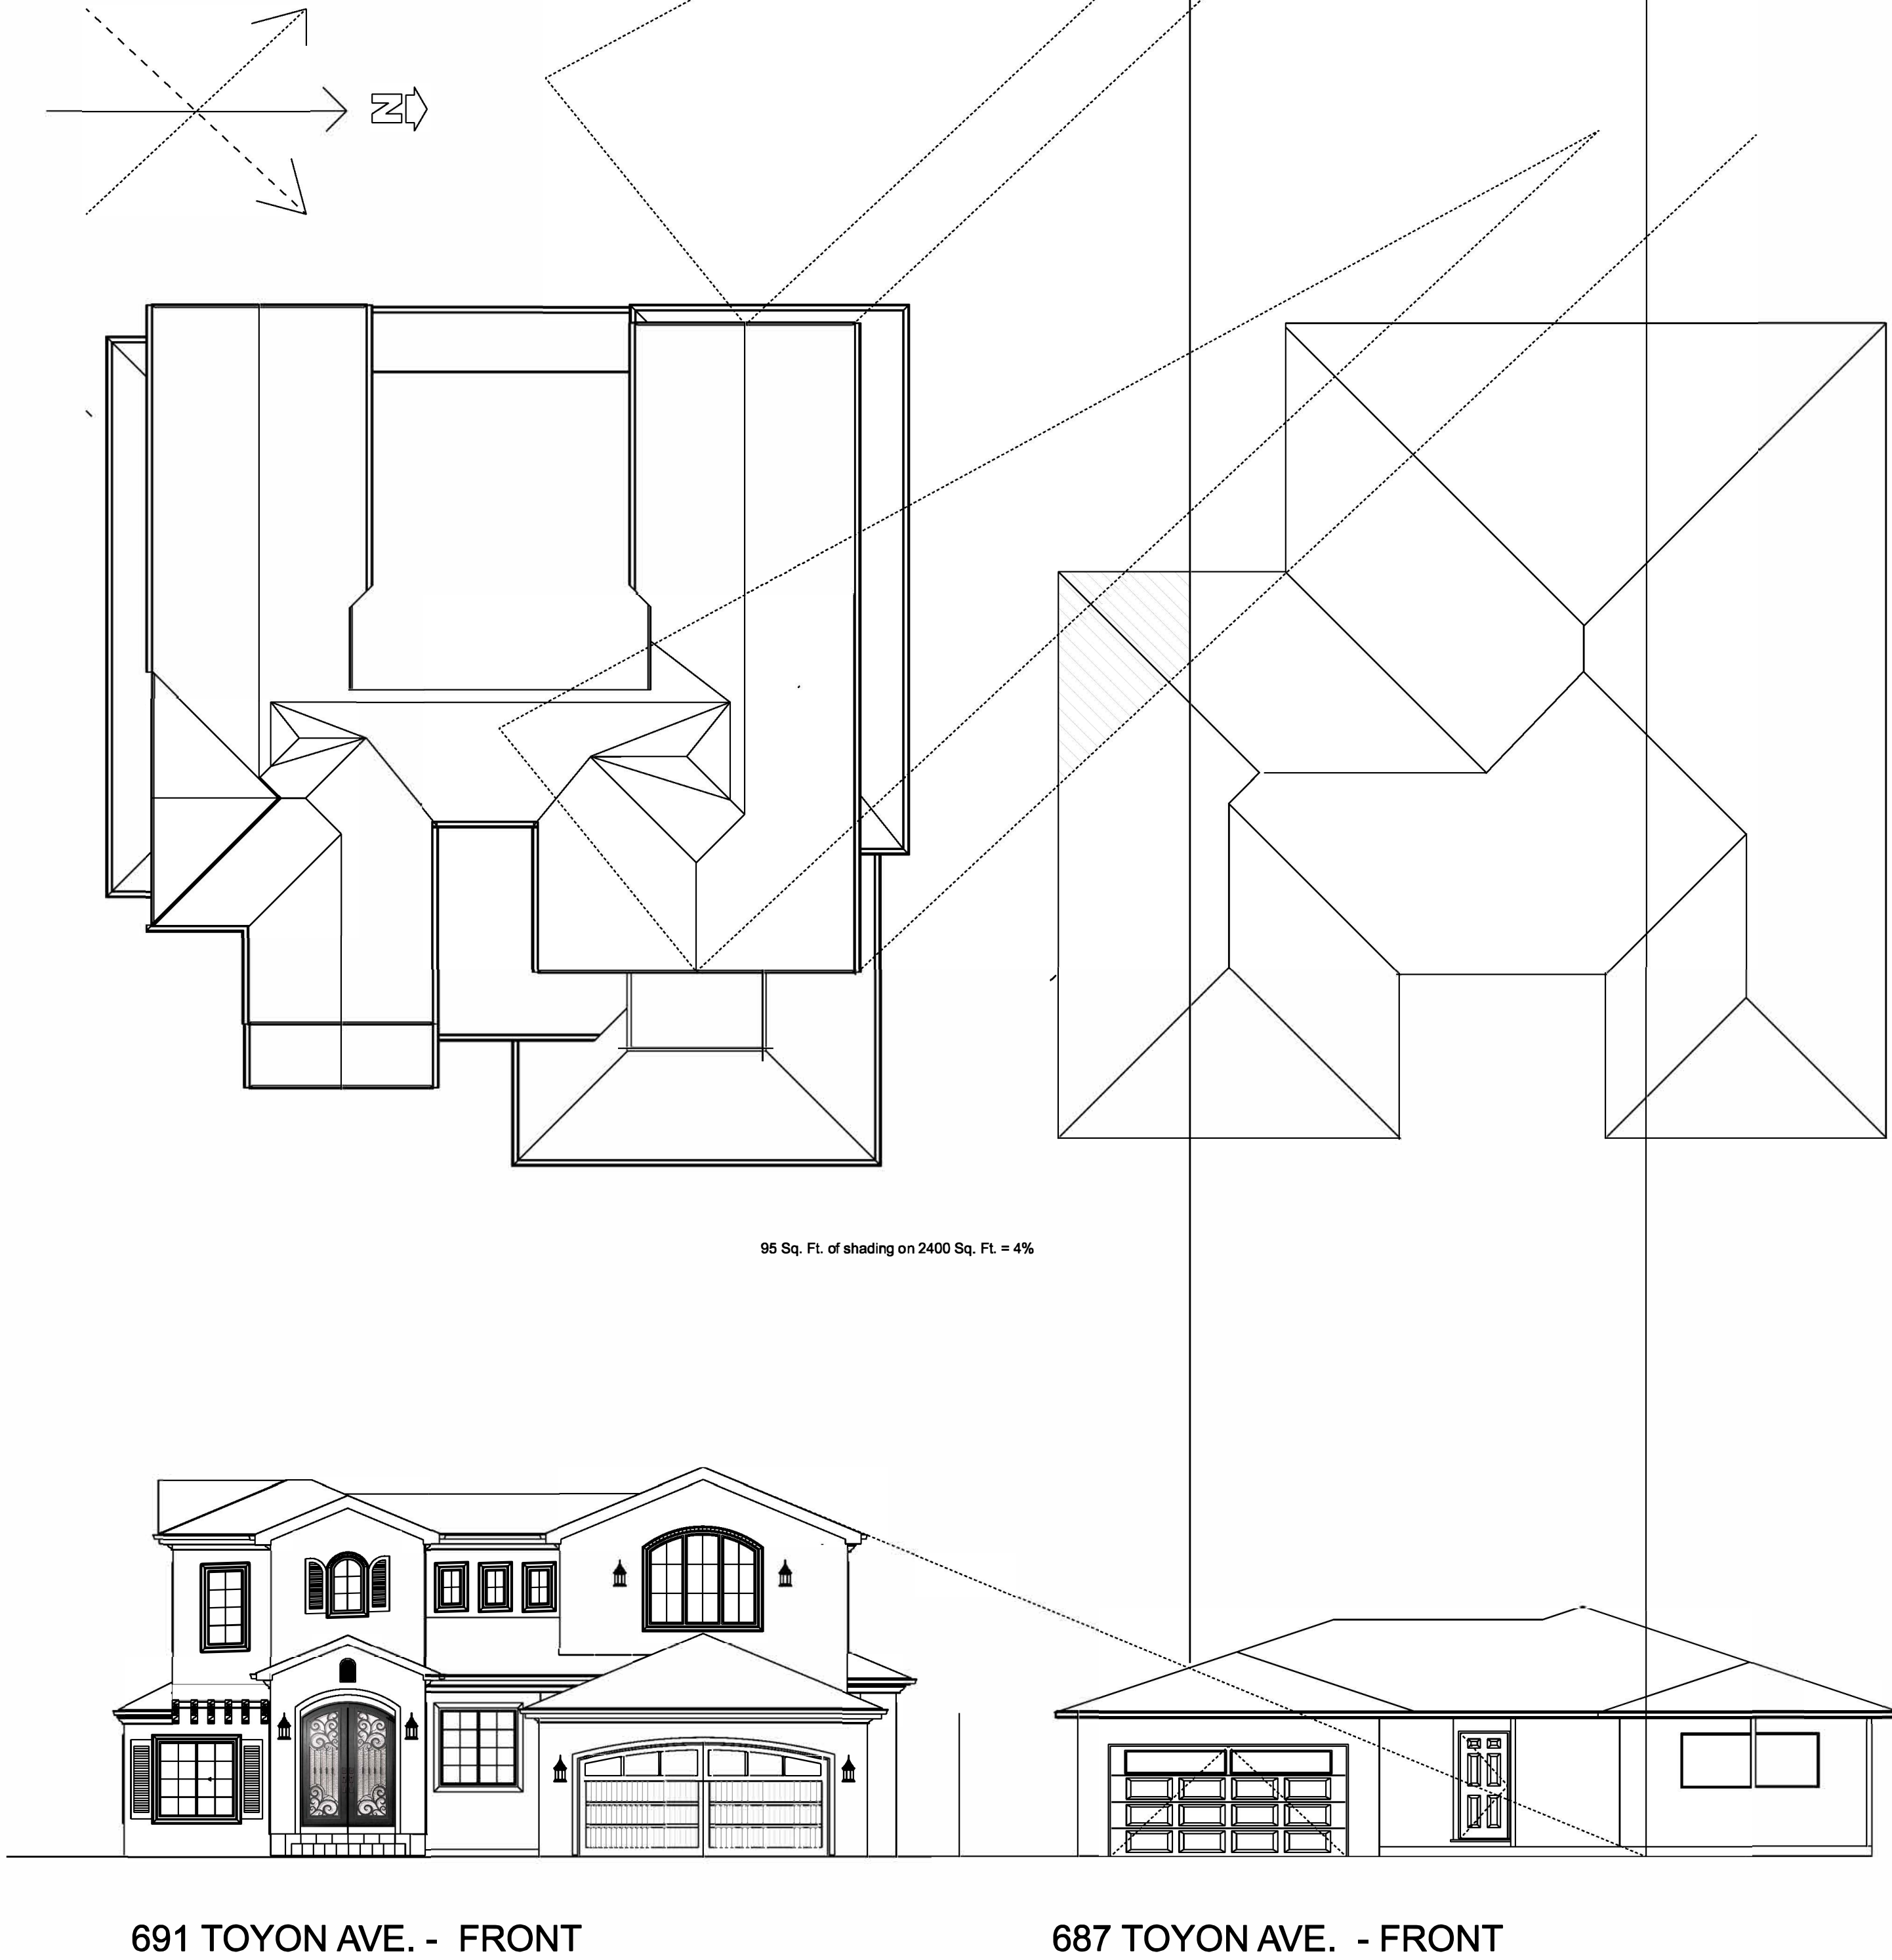 N
95 Sq. Ft. of shading on 2400 Sq. Ft. = 4%
691 TOYON AVE. - FRONT
687 TOYON AVE. - FRONT